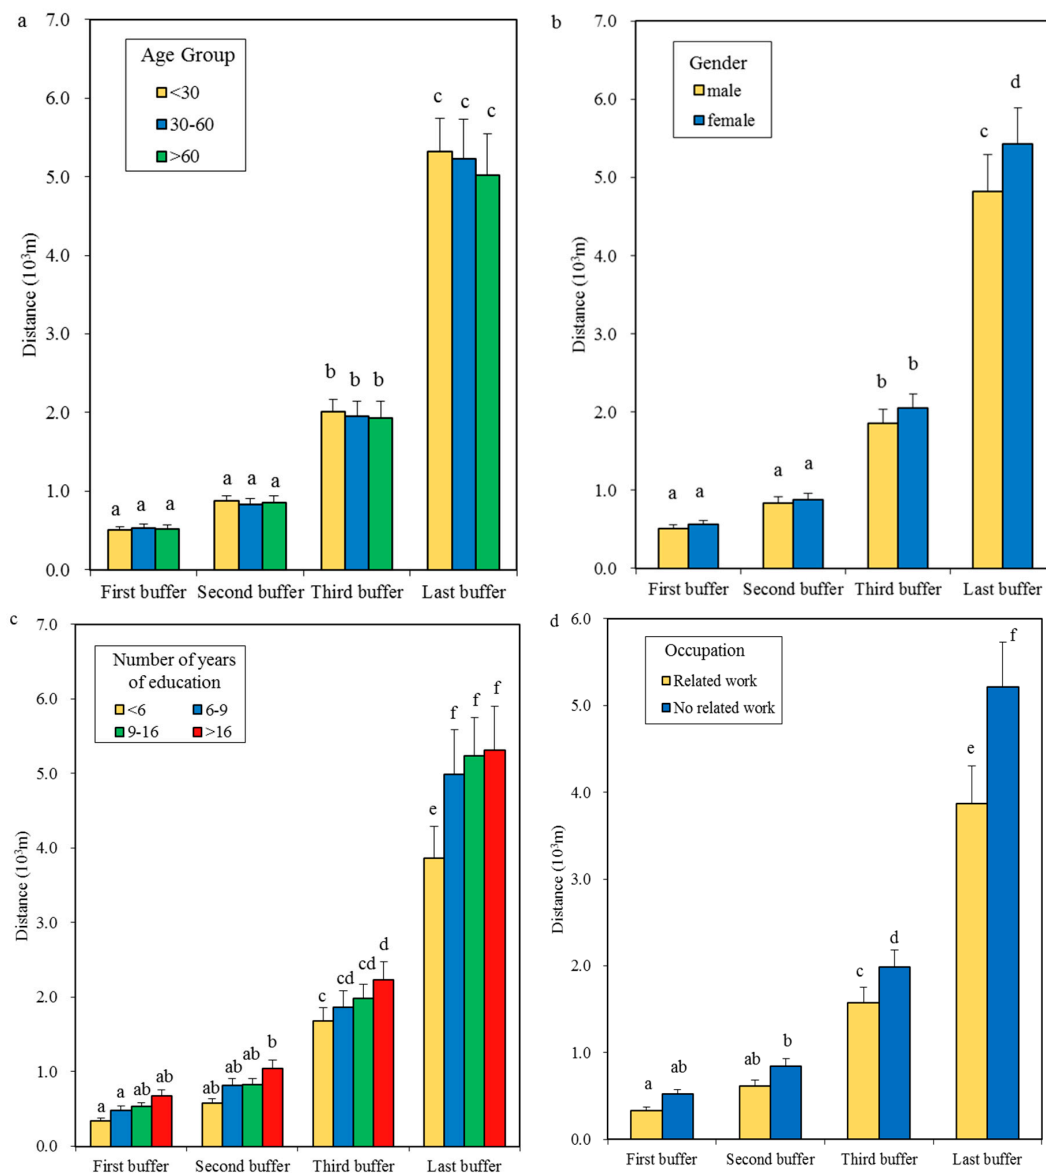 a
7.0
6.0
5.0
4.0
3.0
2.0
1.0
0.0
Distance (10³m)
Age Group
<30
30-60
>60
a a a
a a a
b b b
c c c
First buffer Second buffer Third buffer Last buffer
b
7.0
6.0
5.0
4.0
3.0
2.0
1.0
0.0
Distance (10³m)
Gender
male
female
a a
a a
b b
c d
First buffer Second buffer Third buffer Last buffer
c
7.0
6.0
5.0
4.0
3.0
2.0
1.0
0.0
Distance (10³m)
Number of years
of education
<6 6-9
9-16 >16
a a ab ab
ab ab ab b
c cd cd d
e f f f
First buffer Second buffer Third buffer Last buffer
d
6.0
5.0
4.0
3.0
2.0
1.0
0.0
Distance (10³m)
Occupation
Related work
No related work
a ab
ab b
c d
e f
First buffer Second buffer Third buffer Last buffer